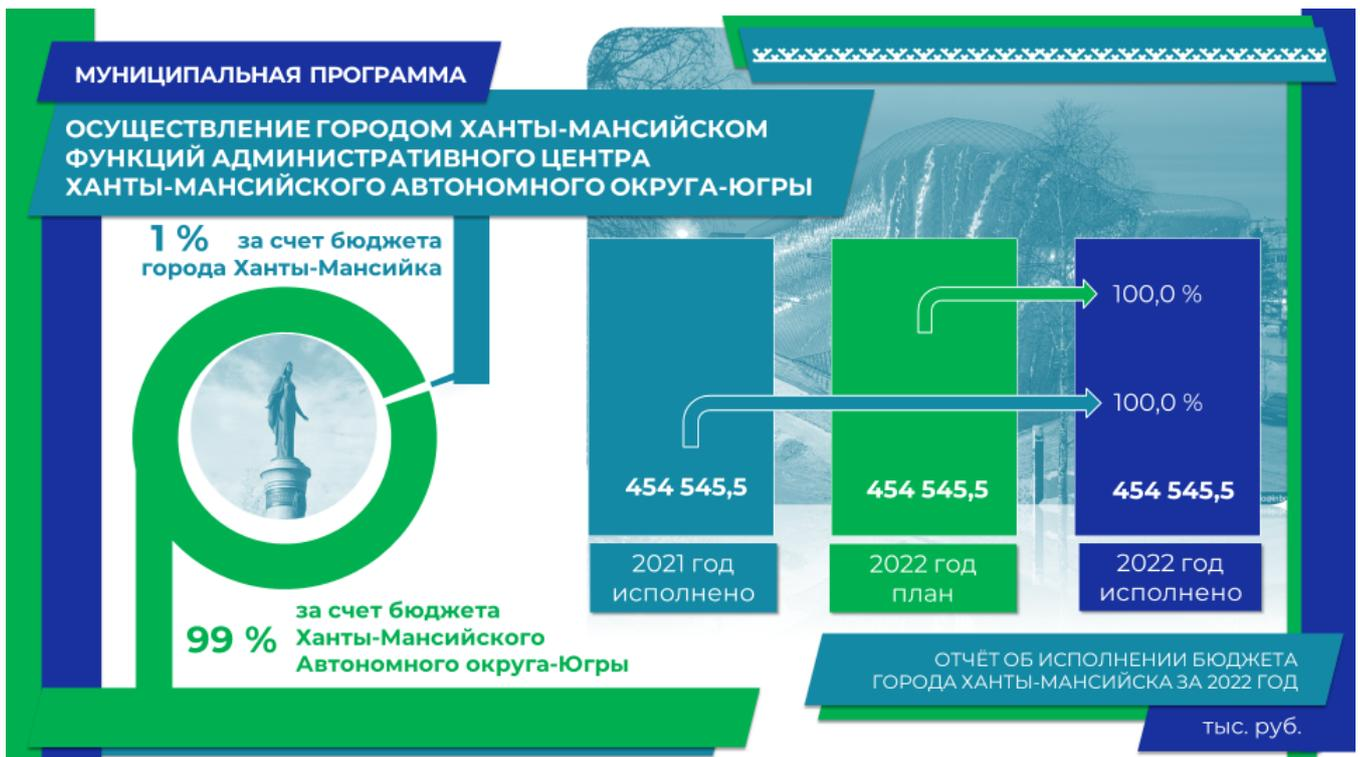 МУНИЦИПАЛЬНАЯ ПРОГРАММА
ОСУЩЕСТВЛЕНИЕ ГОРОДОМ ХАНТЫ-МАНСИЙСКОМ
ФУНКЦИЙ АДМИНИСТРАТИВНОГО ЦЕНТРА
ХАНТЫ-МАНСИЙСКОГО АВТОНОМНОГО ОКРУГА-ЮГРЫ
1 % за счет бюджета
города Ханты-Мансийка
99 %
за счет бюджета
Ханты-Мансийского
Автономного округа-Югры
100,0 %
100,0 %
454 545,5
454 545,5
454 545,5
2021 год
исполнено
2022 год
план
2022 год
исполнено
ОТЧЁТ ОБ ИСПОЛНЕНИИ БЮДЖЕТА
ГОРОДА ХАНТЫ-МАНСИЙСКА ЗА 2022 ГОД
тыс. руб.